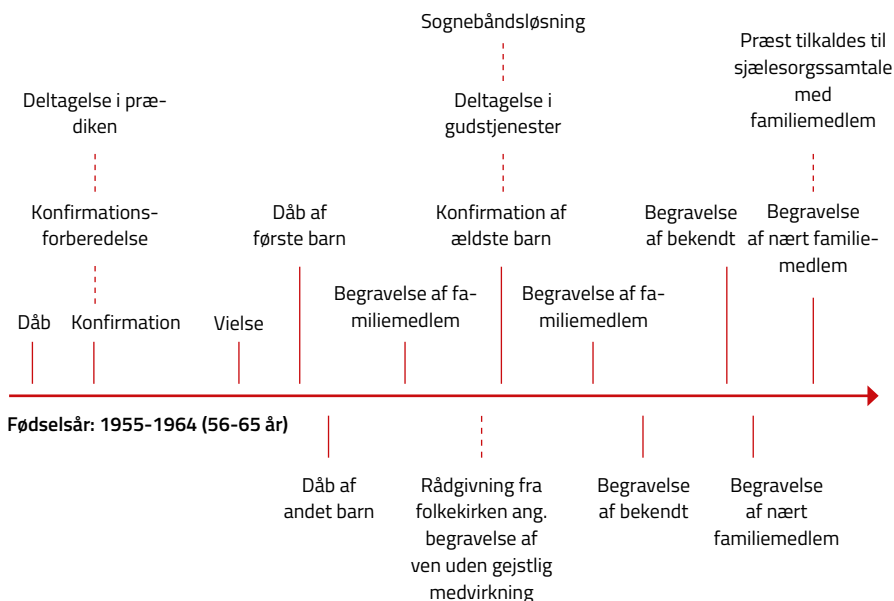 Sognebåndsløsning
Præst tilkaldes til
sjælesorgssamtale
med
familiemedlem
Deltagelse i præ-
diken
Deltagelse i
gudstjenester
Konfirmations-
forberedelse
Dåb af
første barn
Konfirmation af
ældste barn
Begravelse
af bekendt
Begravelse
af nært familie-
medlem
Dåb
Konfirmation
Vielse
Begravelse af fa-
miliemedlem
Begravelse af fa-
miliemedlem
Fødselsår: 1955-1964 (56-65 år)
Dåb af
andet barn
Rådgivning fra
folkekirken ang.
begravelse af
ven uden gejstlig
medvirkning
Begravelse
af bekendt
Begravelse
af nært
familiemedlem